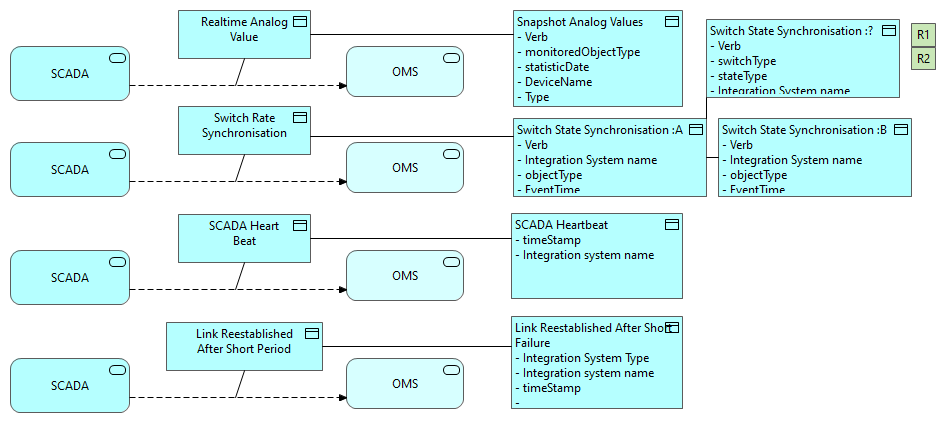 Realtime Analog
Value
SCADA
OMS
Snapshot Analog Values
- Verb
- monitoredObjectType
- statisticDate
- DeviceName
- Type
Switch State Synchronisation :?
- Verb
- switchType
- stateType
- Integration System name
R1
R2
Switch Rate
Synchronisation
SCADA
OMS
Switch State Synchronisation :A
- Verb
- Integration System name
- objectType
- EventTime
Switch State Synchronisation :B
- Verb
- Integration System name
- objectType
- EventTime
SCADA Heart
Beat
SCADA
OMS
SCADA Heartbeat
- timeStamp
- Integration system name
Link Reestablished
After Short Period
SCADA
OMS
Link Reestablished After Short
Failure
- Integration System Type
- Integration system name
- timeStamp
-